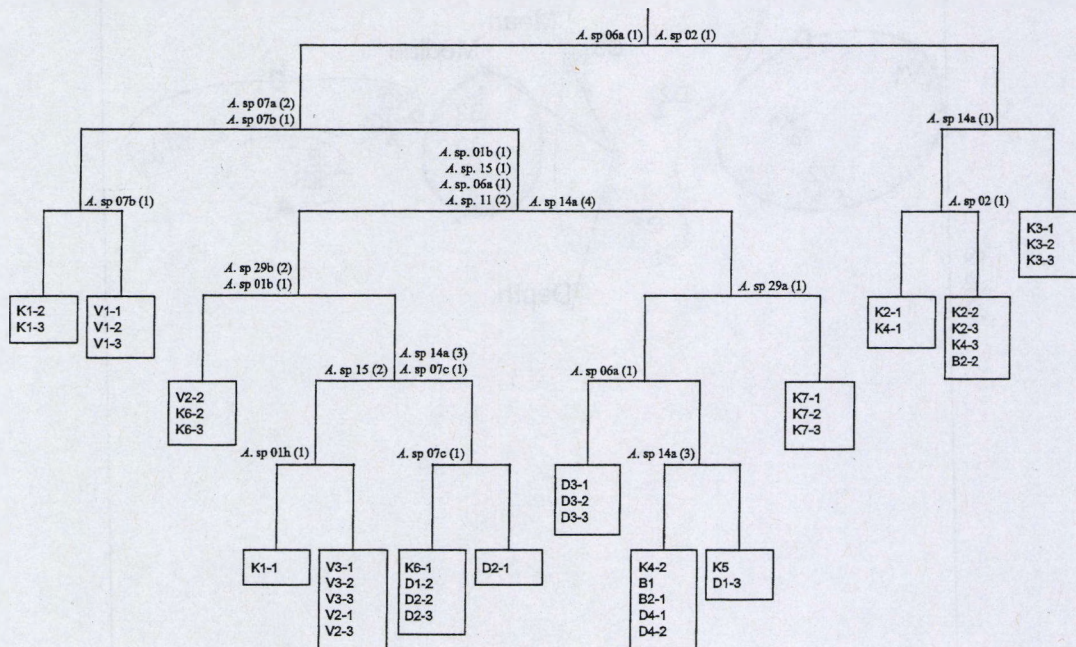 A. sp 06a (1) A. sp 02 (1)
A. sp 07a (2)
A. sp 07b (1)
A. sp 14a (1)
A. sp. 01b (1)
A. sp. 15 (1)
A. sp. 06a (1)
A. sp. 11 (2) A. sp 14a (4)
A. sp 07b (1)
A. sp 02 (1)
K3-1
K3-2
K3-3
A. sp 29b (2)
A. sp 01b (1)
A. sp 29a (1)
K1-2
K1-3
V1-1
V1-2
V1-3
K2-1
K4-1
K2-2
K2-3
K4-3
B2-2
A. sp 15 (2)
A. sp 14a (3)
A. sp 07c (1)
A. sp 06a (1)
V2-2
K6-2
K6-3
K7-1
K7-2
K7-3
A. sp 01h (1)
A. sp 07c (1)
A. sp 14a (3)
D3-1
D3-2
D3-3
K1-1
V3-1
V3-2
V3-3
V2-1
V2-3
K6-1
D1-2
D2-2
D2-3
D2-1
K4-2
B1
B2-1
D4-1
D4-2
K5
D1-3